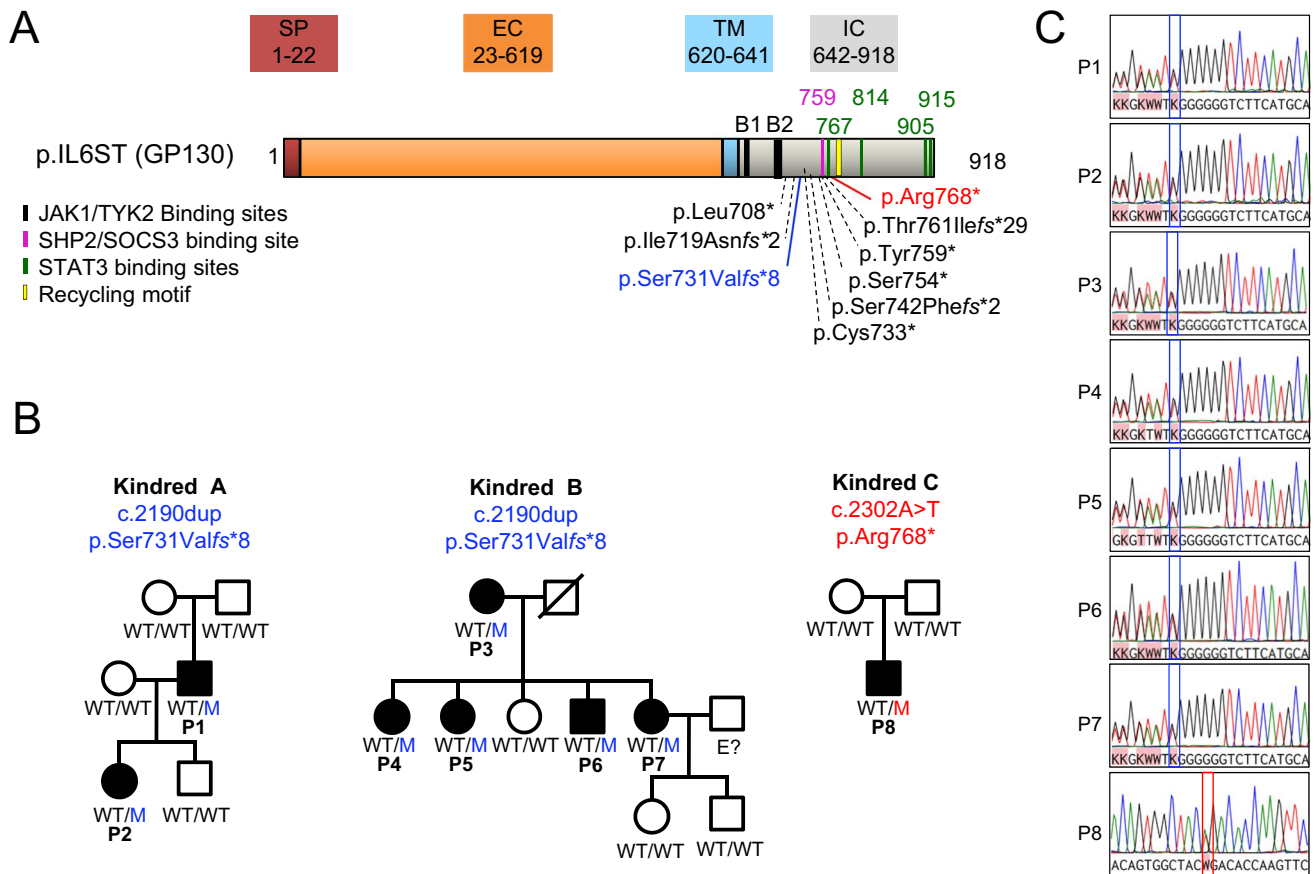 A
SP
1-22
EC
23-619
TM
620-641
IC
642-918
759
814
915
B1 B2
767
905
p.IL6ST (GP130)
1
918
JAK1/TYK2 Binding sites
SHP2/SOCS3 binding site
STAT3 binding sites
Recycling motif
p.Leu708*
p.Ile719Asnfs*2
p.Ser731Valfs*8
p.Arg768*
p.Thr761Ilefs*29
p.Tyr759*
p.Ser754*
p.Ser742Phefs*2
p.Cys733*
B
Kindred A
c.2190dup
p.Ser731Valfs*8
WT/WT WT/WT
WT/WT WT/M
P1
WT/M WT/WT
P2
Kindred B
c.2190dup
p.Ser731Valfs*8
WT/M
P3
WT/M WT/M WT/WT WT/M WT/M E?
P4 P5 P6 P7
WT/WT WT/WT
Kindred C
c.2302A>T
p.Arg768*
WT/WT WT/WT
WT/M
P8
C
P1
KKGKWWTKGGGGGGTCTTCATGCA
P2
KKGKWWTKGGGGGGTCTTCATGCA
P3
KKGKWWTKGGGGGGTCTTCATGCA
P4
KKGKTWTKGGGGGGTCTTCATGCA
P5
GKGTTWTKGGGGGGTCTTCATGCA
P6
KKGKWWTKGGGGGGTCTTCATGCA
P7
KKGKWWTKGGGGGGTCTTCATGCA
P8
ACAGTGGCTACWGACACCAAGTTC